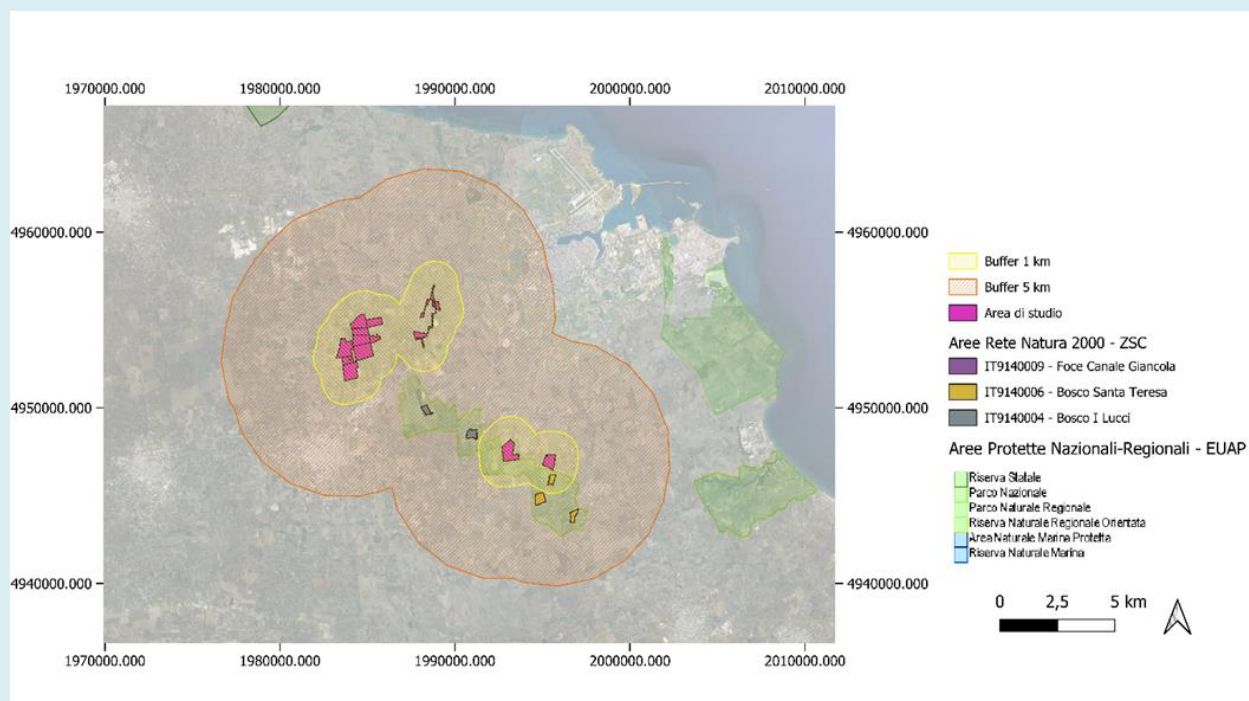 1970000.000 1980000.000 1990000.000 2000000.000 2010000.000
4960000.000 4960000.000
4950000.000 4950000.000
4940000.000 4940000.000
1970000.000 1980000.000 1990000.000 2000000.000 2010000.000
Buffer 1 km
Buffer 5 km
Area di studio
Aree Rete Natura 2000 - ZSC
IT9140009 - Foce Canale Giancola
IT9140006 - Bosco Santa Teresa
IT9140004 - Bosco I Lucci
Aree Protette Nazionali-Regionali - EUAP
Riserva Statale
Parco Nazionale
Parco Naturale Regionale
Riserva Naturale Regionale Orientata
Area Naturale Marina Protetta
Riserva Naturale Marina
0 2,5 5 km